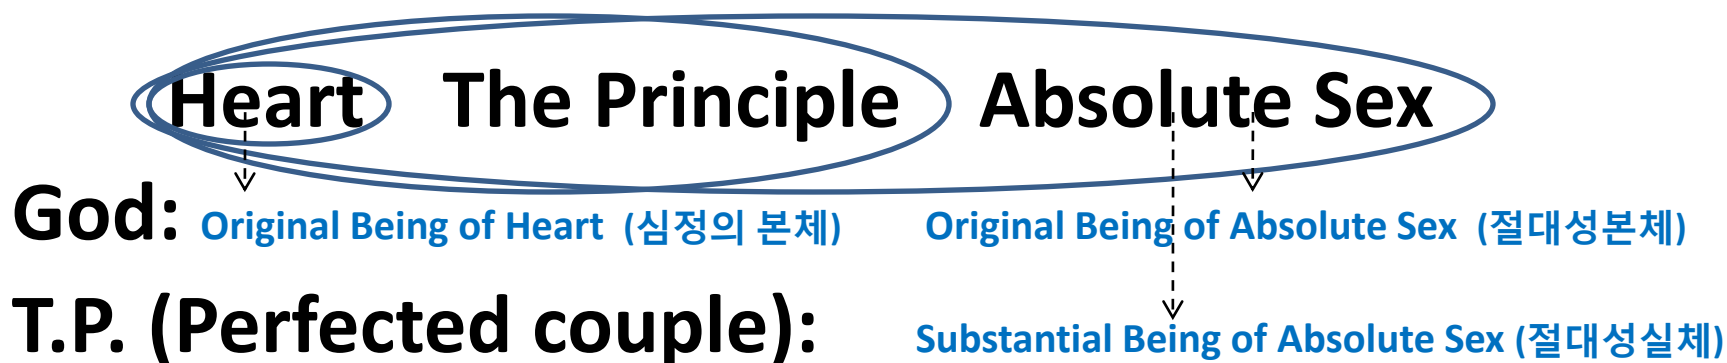 Heart The Principle Absolute Sex
God: Original Being of Heart (심정의 본체) Original Being of Absolute Sex (절대성본체)
T.P. (Perfected couple): Substantial Being of Absolute Sex (절대성실체)